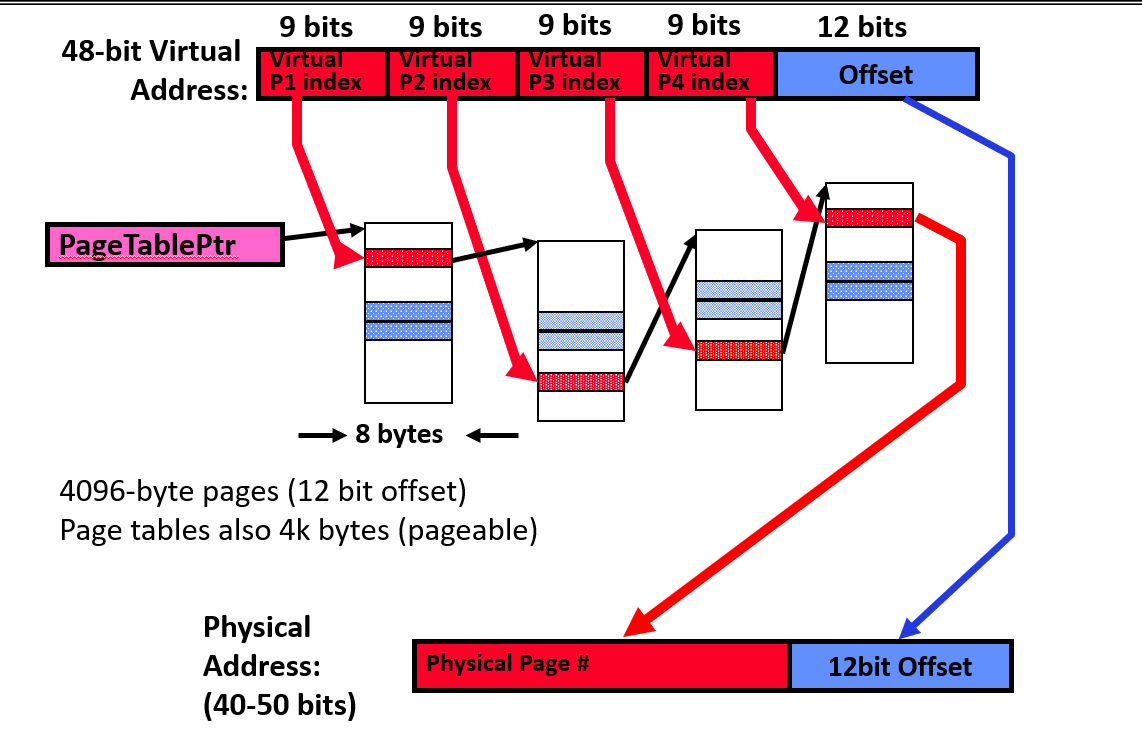 9 bits 9 bits 9 bits 9 bits 12 bits
48-bit Virtual
Address:
Virtual
P1 index
Virtual
P2 index
Virtual
P3 index
Virtual
P4 index
Offset
PageTablePtr
8 bytes
4096-byte pages (12 bit offset)
Page tables also 4k bytes (pageable)
Physical
Address:
(40-50 bits)
Physical Page #
12bit Offset